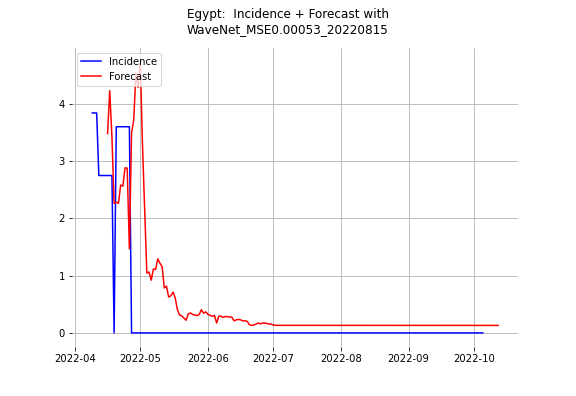 Egypt:  Incidence + Forecast with
WaveNet_MSE0.00053_20220815
Incidence
Forecast
4
3
2
1
0
2022-04 2022-05 2022-06 2022-07 2022-08 2022-09 2022-10